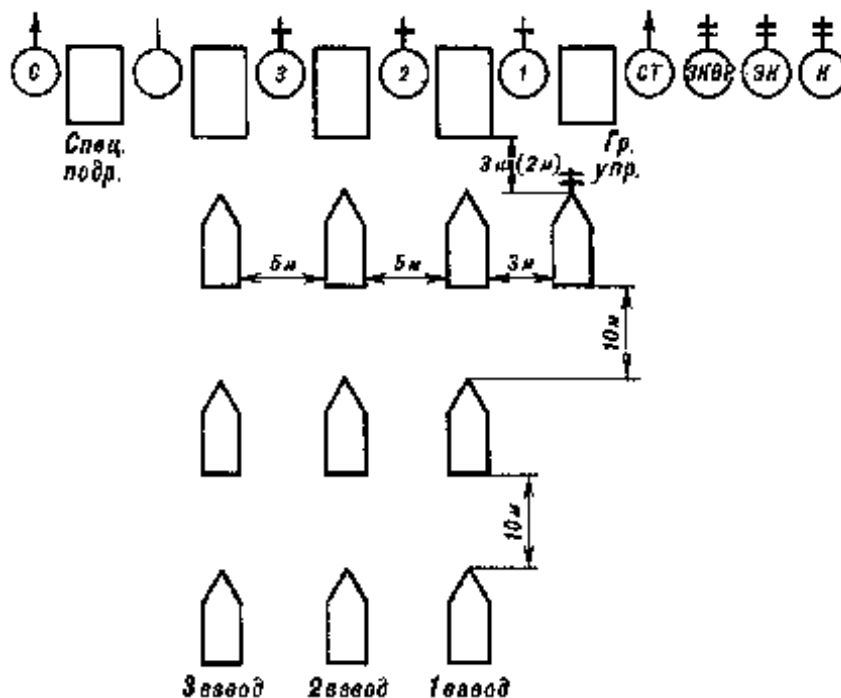 С 3 2 1 СТ ЗКВР ЗК К
Спец.
подр.
Гр.
упр.
3 м (2 м)
5 м 5 м 3 м
10 м
10 м
3 взвод 2 взвод 1 взвод